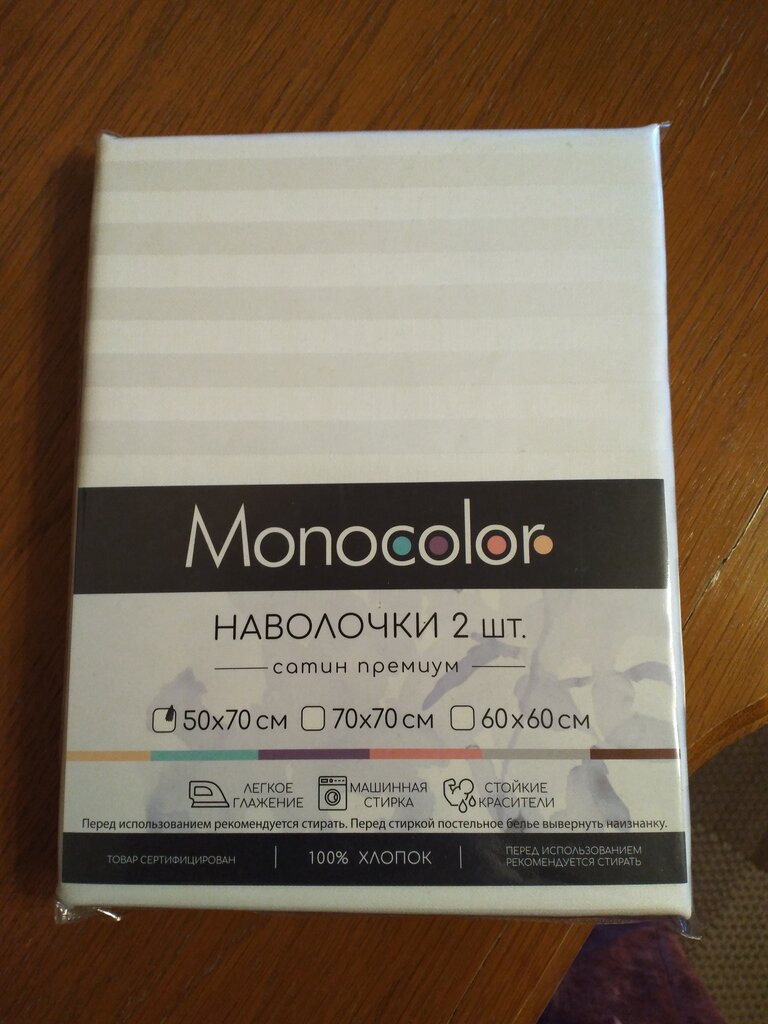 Monocolor
НАВОЛОЧКИ 2 шт.
сатин премиум
50x70 см 70x70 см 60x60 см
ЛЕГКОЕ ГЛАЖЕНИЕ
МАШИННАЯ СТИРКА
СТОЙКИЕ КРАСИТЕЛИ
Перед использованием рекомендуется стирать. Перед стиркой постельное белье вывернуть наизнанку.
ТОВАР СЕРТИФИЦИРОВАН
100% ХЛОПОК
ПЕРЕД ИСПОЛЬЗОВАНИЕМ
РЕКОМЕНДУЕТСЯ СТИРАТЬ